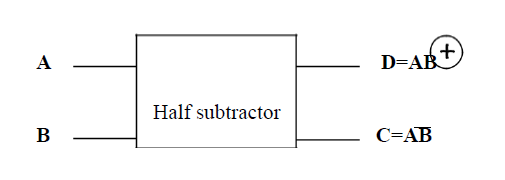 A
D=AB⊕
Half subtractor
B
C=AB̅